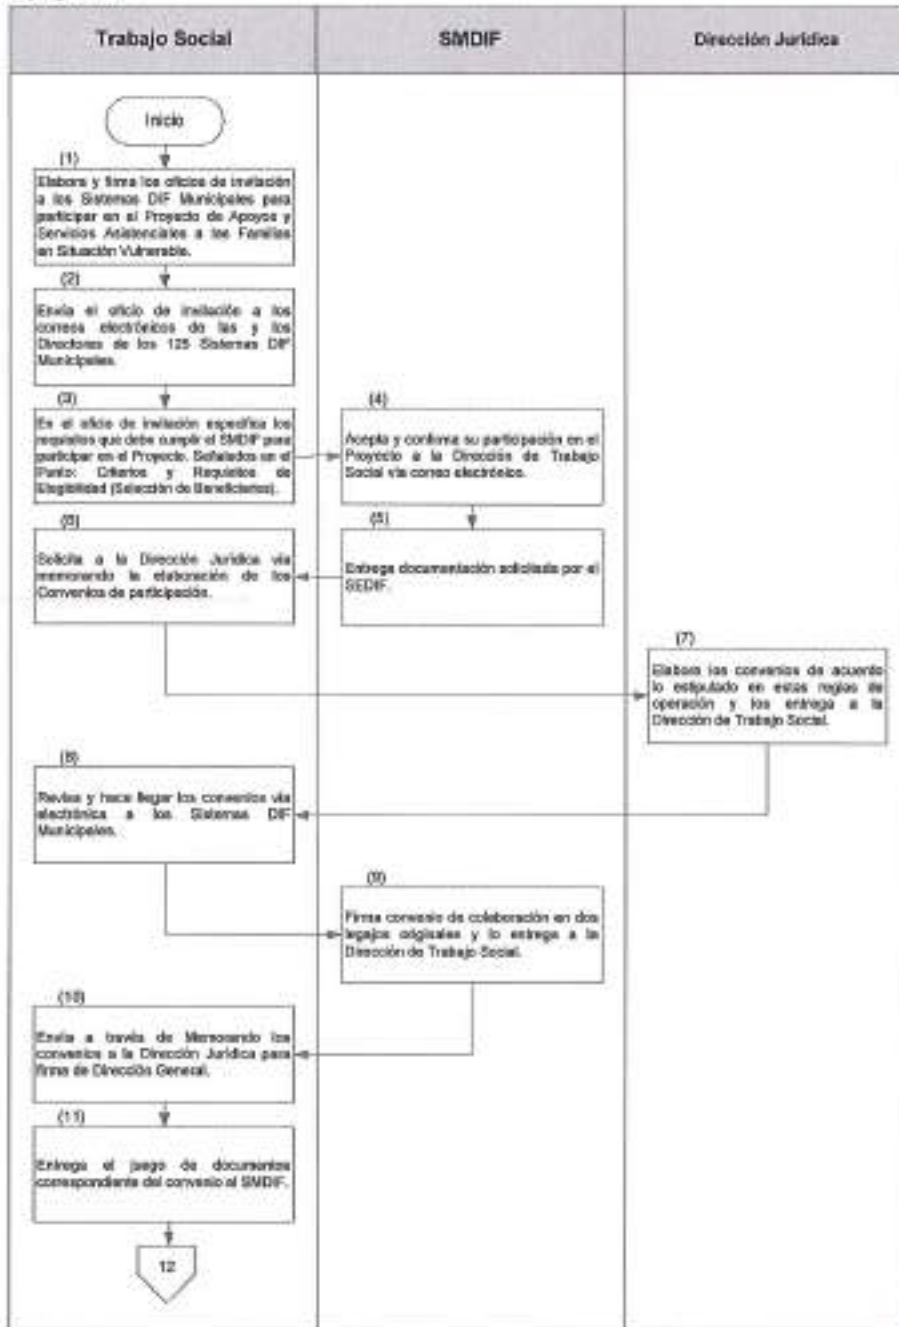 Trabajo Social
SMDIF
Dirección Jurídica
Inicio
(1)
Elabora y firma los oficios de invitación
a los Sistemas DIF Municipales para
participar en el Proyecto de Apoyos y
Servicios Asistenciales a las Familias
en Situación Vulnerable.
(2)
Envía el oficio de invitación a los
correos electrónicos de las y los
Directores de los 125 Sistemas DIF
Municipales.
(3)
En el oficio de invitación especifica los
requisitos que debe cumplir el SMDIF para
participar en el Proyecto. Señalados en el
Punto: Criterios y Requisitos de
Elegibilidad (Selección de Beneficiarios).
(4)
Acepta y confirma su participación en el
Proyecto a la Dirección de Trabajo
Social vía correo electrónico.
(5)
Entrega documentación solicitada por el
SEDIF.
Solicita a la Dirección Jurídica vía
memorando la elaboración de los
Convenios de participación.
(7)
Elabora los convenios de acuerdo
lo estipulado en estas reglas de
operación y los entrega a la
Dirección de Trabajo Social.
(8)
Revisa y hace llegar los convenios vía
electrónica a los Sistemas DIF
Municipales.
(9)
Firma convenio de colaboración en dos
legajos originales y lo entrega a la
Dirección de Trabajo Social.
(10)
Envía a través de Memorando los
convenios a la Dirección Jurídica para
firma de Dirección General.
(11)
Entrega el juego de documentos
correspondiente del convenio al SMDIF.
12